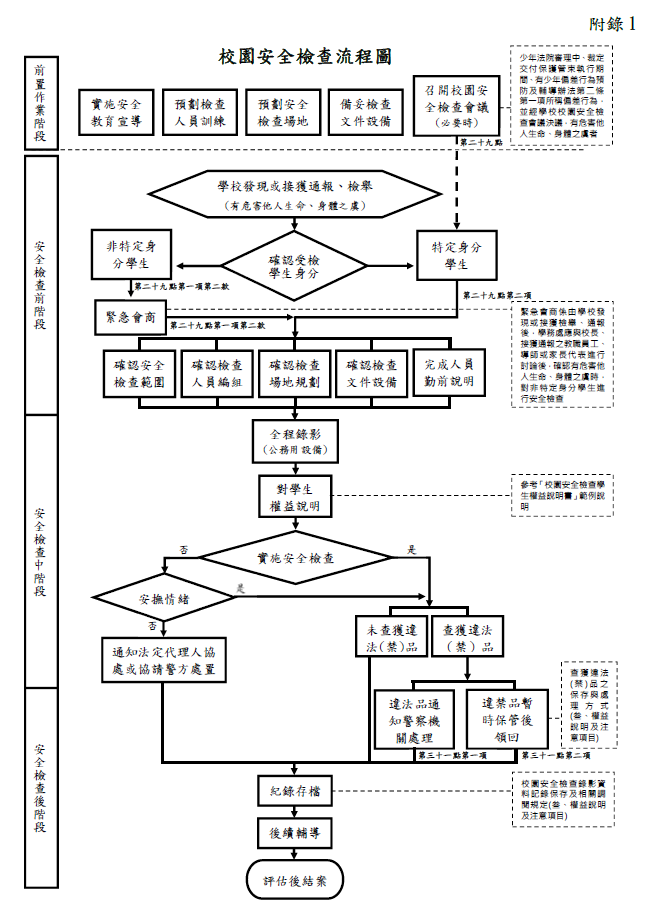 附錄 1
校園安全檢查流程圖
前置作業階段
實施安全
教育宣導
預劃檢查
人員訓練
預劃安全
檢查場地
備妥檢查
文件設備
召開校園安
全檢查會議
(必要時)
少年法院審理中、裁定
交付保護管束執行期
間、有少年偏差行為預
防及輔導辦法第二條
第一項所稱偏差行為，
並經學校校園安全檢
查會議決議，有危害他
人生命、身體之虞者
第二十九點
安全檢查前階段
學校發現或接獲通報、檢舉
(有危害他人生命、身體之虞)
非特定身
分學生
確認受檢
學生身分
特定身分
學生
第二十九點第一項第二款
第二十九點第二項
緊急會商
第二十九點第一項第二款
緊急會商係由學校發
現或接獲檢舉、通報
後，學務處應與校長、
接獲通報之教職員工、
導師或家長代表進行
討論後，確認有危害他
人生命、身體之虞時，
對非特定身分學生進
行安全檢查
確認安全
檢查範圍
確認檢查
人員編組
確認檢查
場地規劃
確認檢查
文件設備
完成人員
勤前說明
安全檢查中階段
全程錄影
(公務用設備)
對學生
權益說明
參考「校園安全檢查學
生權益說明書」範例說
明
實施安全檢查
否
是
安撫情緒
是
否
未查獲違
法(禁)品
查獲違法
(禁)品
通知法定代理人協
處或協請警方處置
違法品通
知警察機
關處理
違禁品暫
時保管後
領回
查獲違法
(禁)品之
保存與處
理方式
(叁、權益
說明及注
意項目)
第三十一點第一項
第三十一點第二項
安全檢查後階段
紀錄存檔
校園安全檢查錄影資
料記錄保存及相關調
閱規定(叁、權益說明
及注意項目)
後續輔導
評估後結案